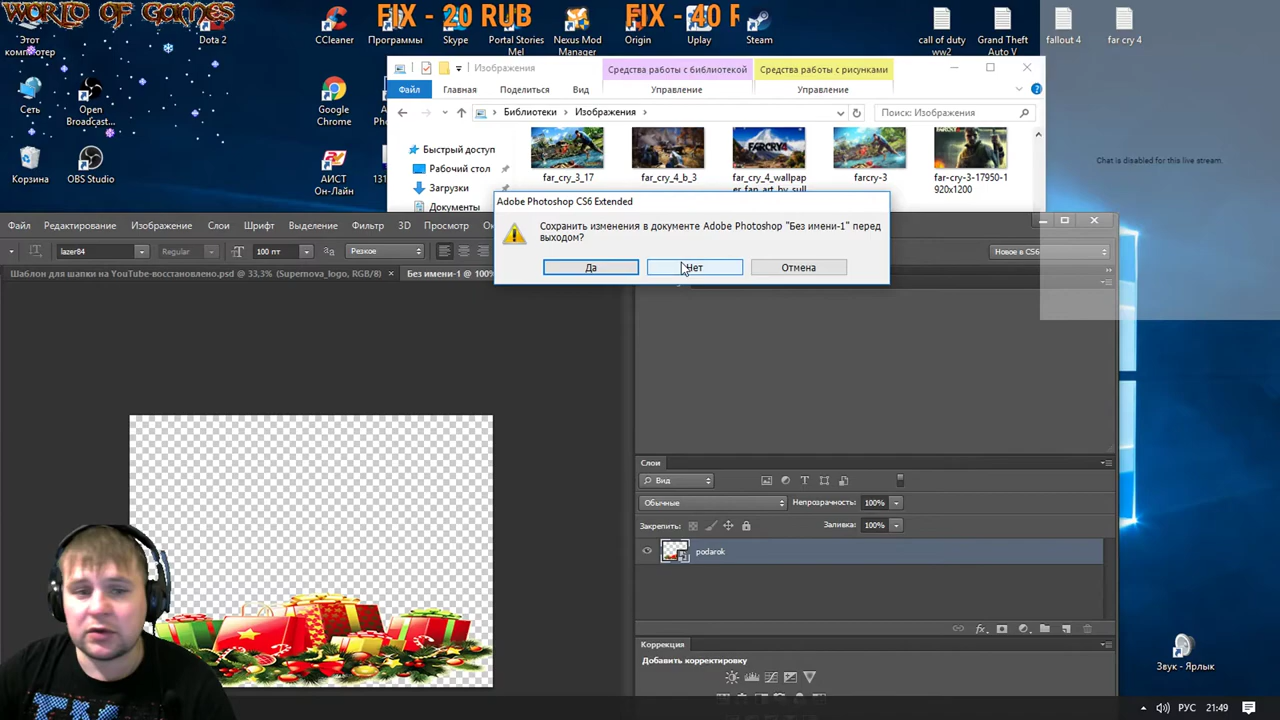 WORLD OF GAMES
FIX - 20 RUB
FIX - 40 R
Этот компьютер
Dota 2
CCleaner
Программы
Skype
Portal Stories Mel
Nexus Mod Manager
Origin
Uplay
Steam
call of duty ww2
Grand Theft Auto V
fallout 4
far cry 4
Изображения
Средства работы с библиотекой
Средства работы с рисунками
Файл
Главная
Поделиться
Вид
Управление
Управление
Сеть
Open Broadcast...
Google Chrome
Библиотеки
Изображения
Поиск: Изображения
Быстрый доступ
Рабочий стол
Загрузки
Документы
far_cry_3_17
far_cry_4_b_3
far_cry_4_wallpap
er_fan_art_by_sull
farcry-3
far-cry-3-17950-1
920x1200
Chat is disabled for this live stream.
Корзина
OBS Studio
АИСТ Он-Лайн
131
Adobe Photoshop CS6 Extended
Сохранить изменения в документе Adobe Photoshop "Без имени-1" перед
выходом?
Да
Нет
Отмена
Файл
Редактирование
Изображение
Слои
Шрифт
Выделение
Фильтр
3D
Просмотр
lazer84
Regular
100 пт
Резкое
Новое в CS6
Шаблон для шапки на YouTube-восстановлено.psd @ 33,3% (Supernova_logo, RGB/8)
Без имени-1 @ 100%
Слои
Вид
Обычные
Непрозрачность:
100%
Закрепить:
Заливка:
100%
podarok
Коррекция
Добавить корректировку
Звук - Ярлык
РУС
21:49